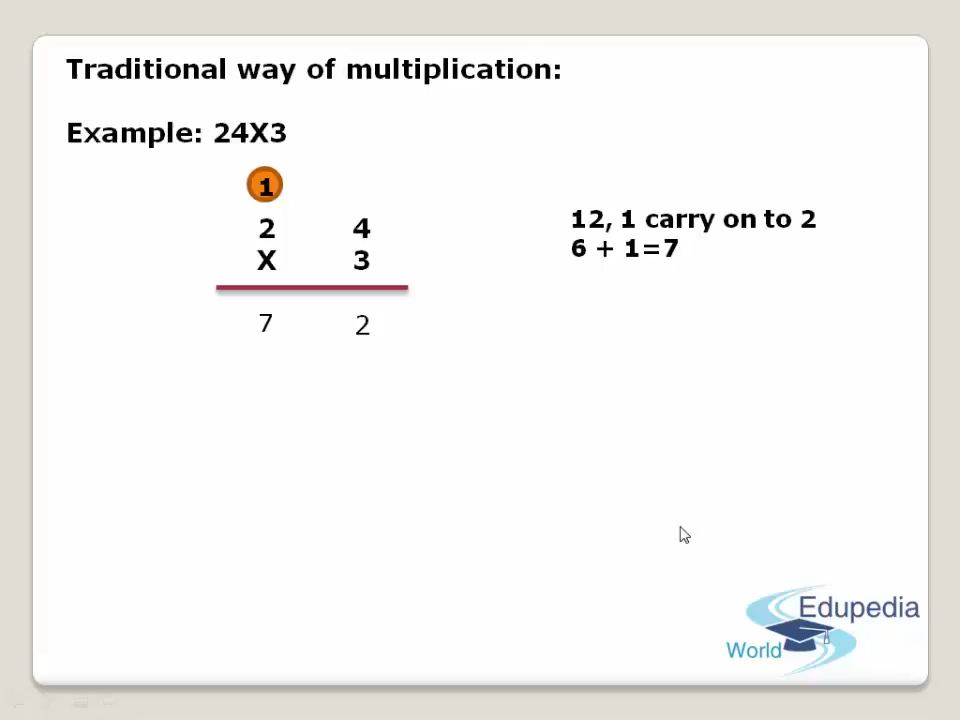 Traditional way of multiplication:
Example: 24X3
1
2 4
X 3
7 2
12, 1 carry on to 2
6 + 1=7
Edupedia
World